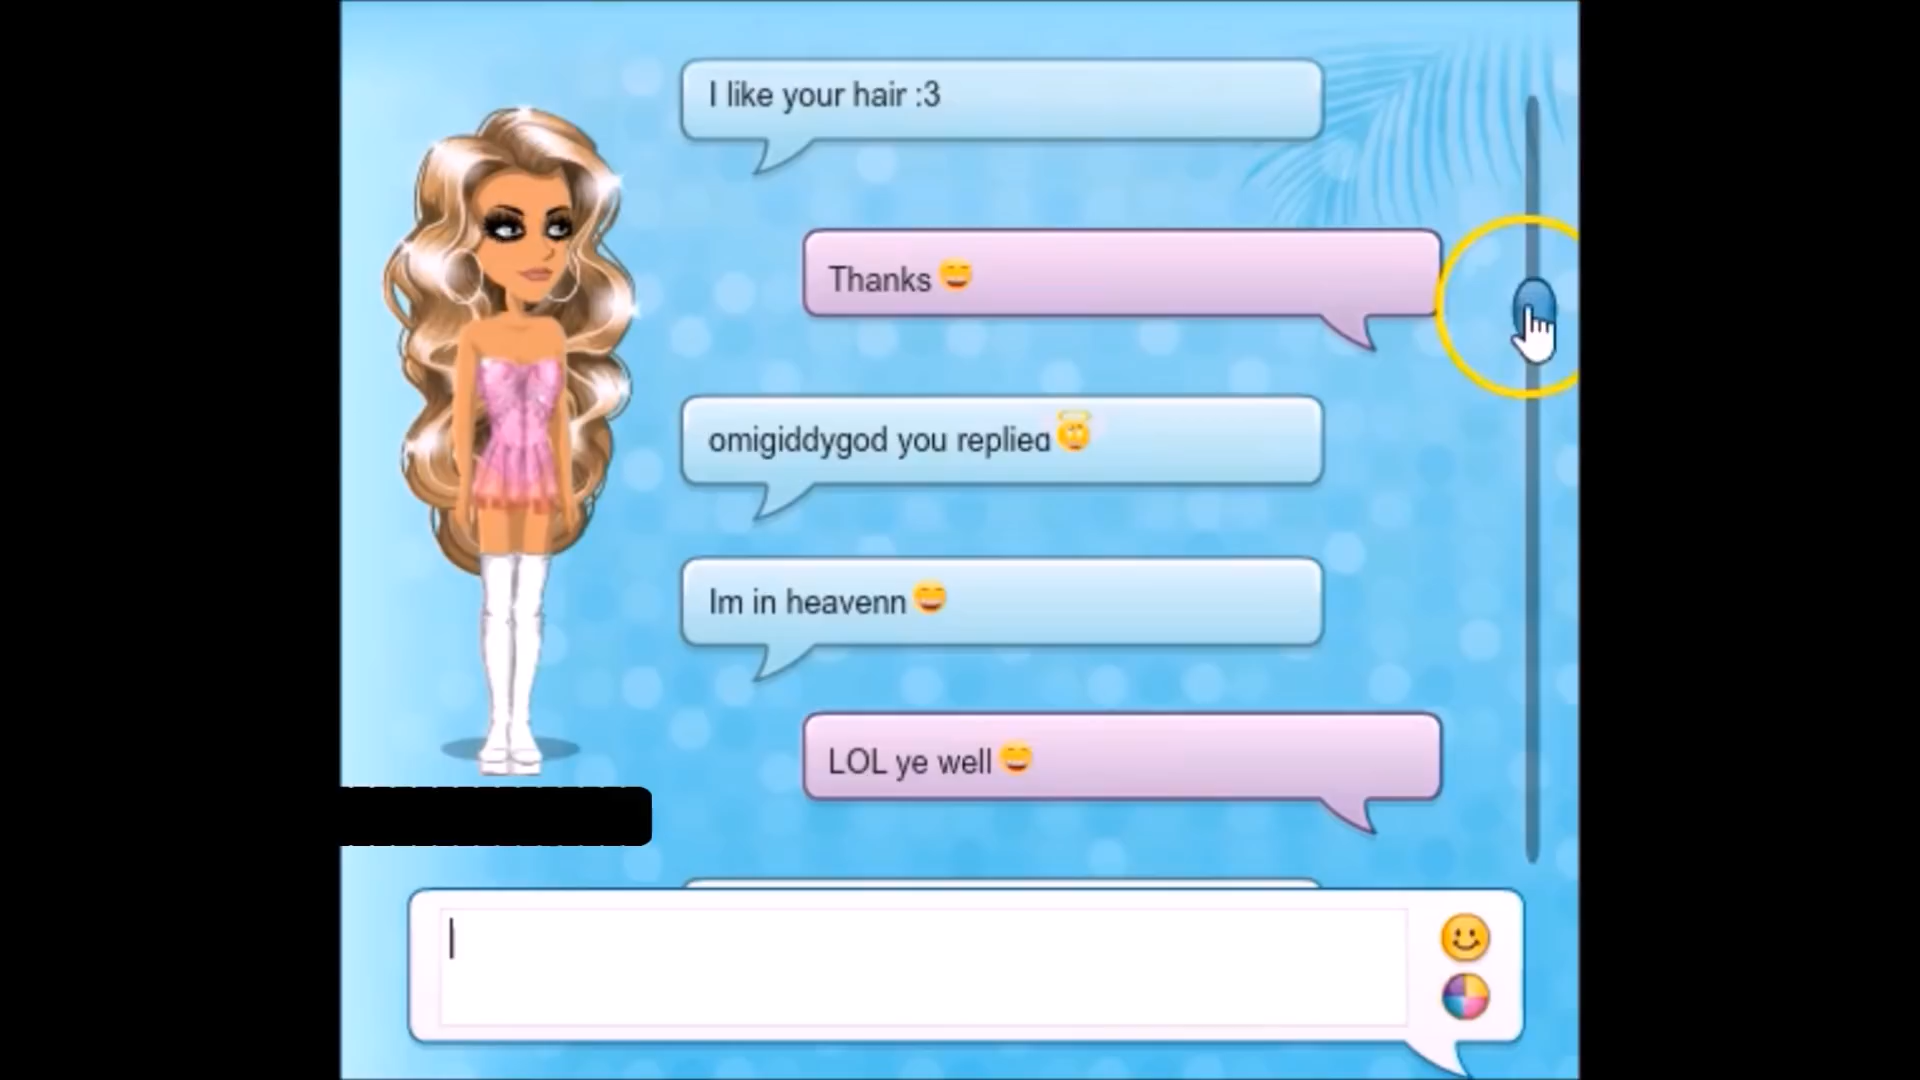 I like your hair :3
Thanks 😄
omigiddygod you replied 😇
Im in heavenn 😄
LOL ye well 😄